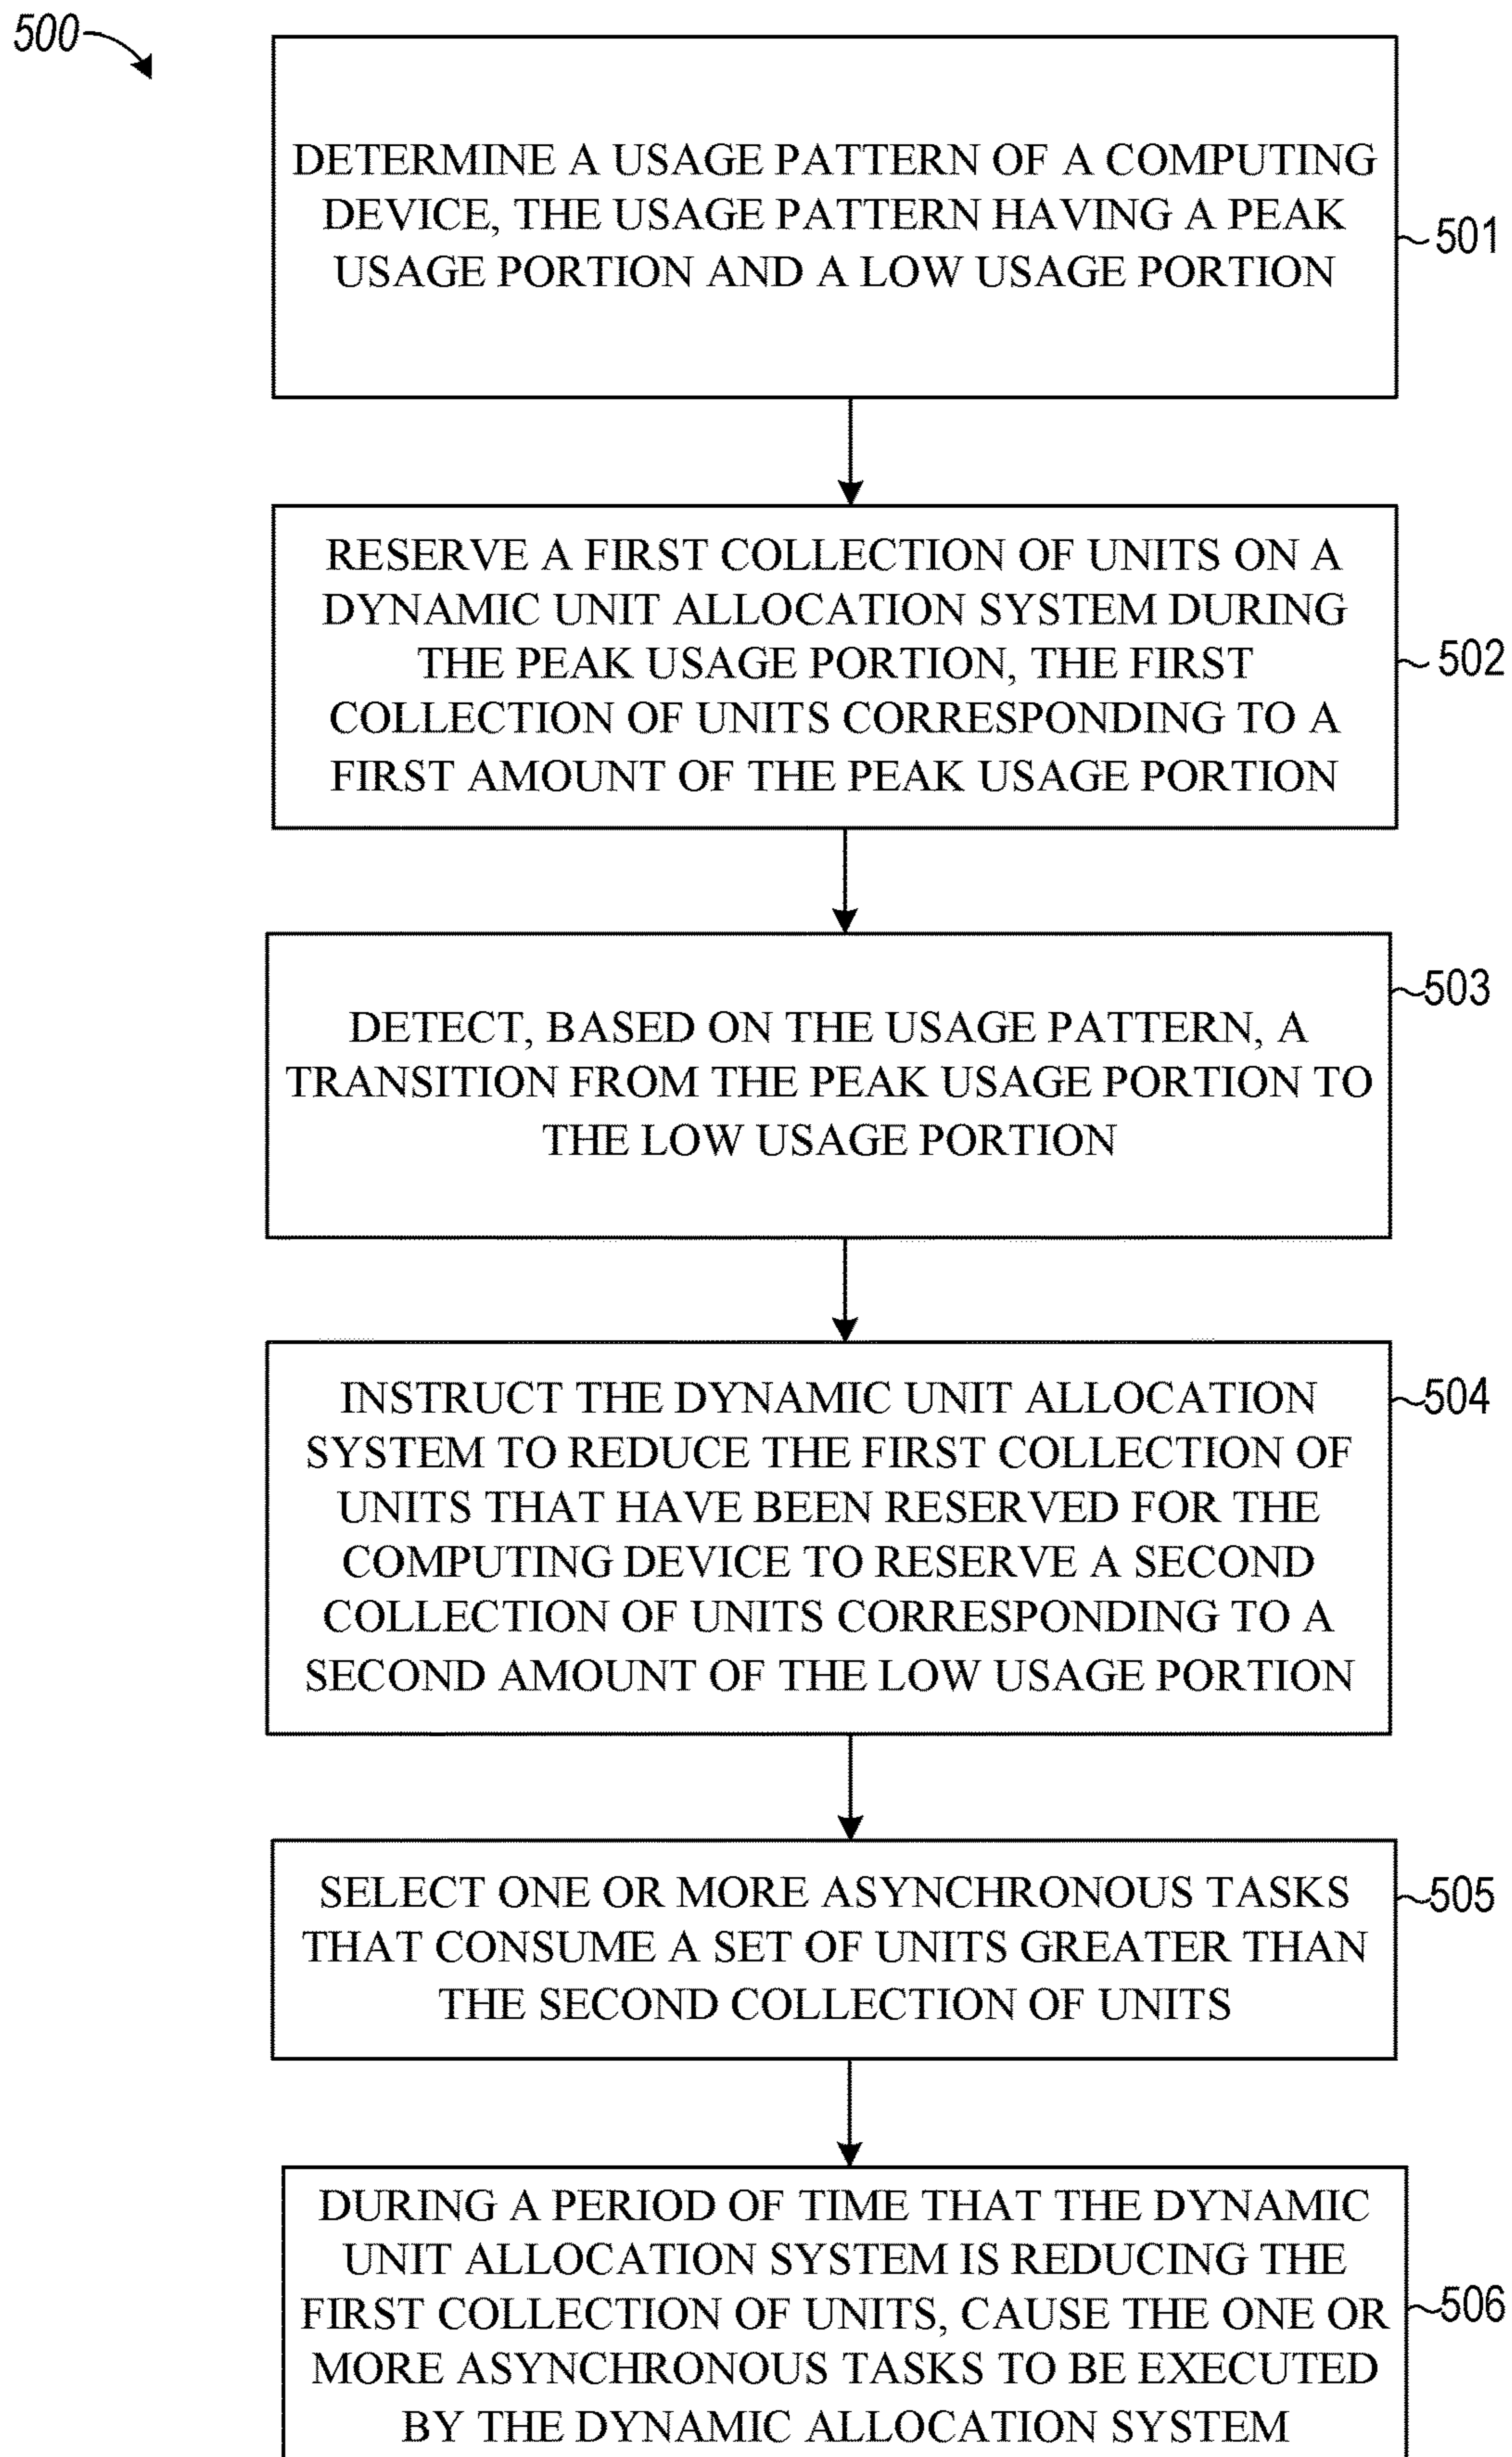 500
DETERMINE A USAGE PATTERN OF A COMPUTING
DEVICE, THE USAGE PATTERN HAVING A PEAK
USAGE PORTION AND A LOW USAGE PORTION
501
RESERVE A FIRST COLLECTION OF UNITS ON A
DYNAMIC UNIT ALLOCATION SYSTEM DURING
THE PEAK USAGE PORTION, THE FIRST
COLLECTION OF UNITS CORRESPONDING TO A
FIRST AMOUNT OF THE PEAK USAGE PORTION
502
DETECT, BASED ON THE USAGE PATTERN, A
TRANSITION FROM THE PEAK USAGE PORTION TO
THE LOW USAGE PORTION
503
INSTRUCT THE DYNAMIC UNIT ALLOCATION
SYSTEM TO REDUCE THE FIRST COLLECTION OF
UNITS THAT HAVE BEEN RESERVED FOR THE
COMPUTING DEVICE TO RESERVE A SECOND
COLLECTION OF UNITS CORRESPONDING TO A
SECOND AMOUNT OF THE LOW USAGE PORTION
504
SELECT ONE OR MORE ASYNCHRONOUS TASKS
THAT CONSUME A SET OF UNITS GREATER THAN
THE SECOND COLLECTION OF UNITS
505
DURING A PERIOD OF TIME THAT THE DYNAMIC
UNIT ALLOCATION SYSTEM IS REDUCING THE
FIRST COLLECTION OF UNITS, CAUSE THE ONE OR
MORE ASYNCHRONOUS TASKS TO BE EXECUTED
BY THE DYNAMIC ALLOCATION SYSTEM
506